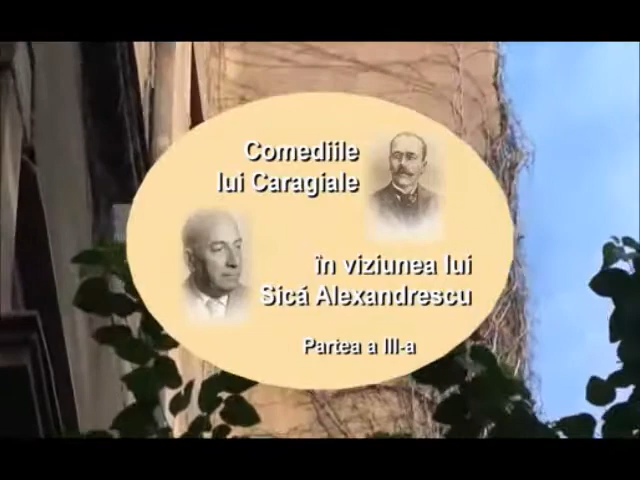 Comediile
lui Caragiale
în viziunea lui
Sică Alexandrescu
Partea a III-a